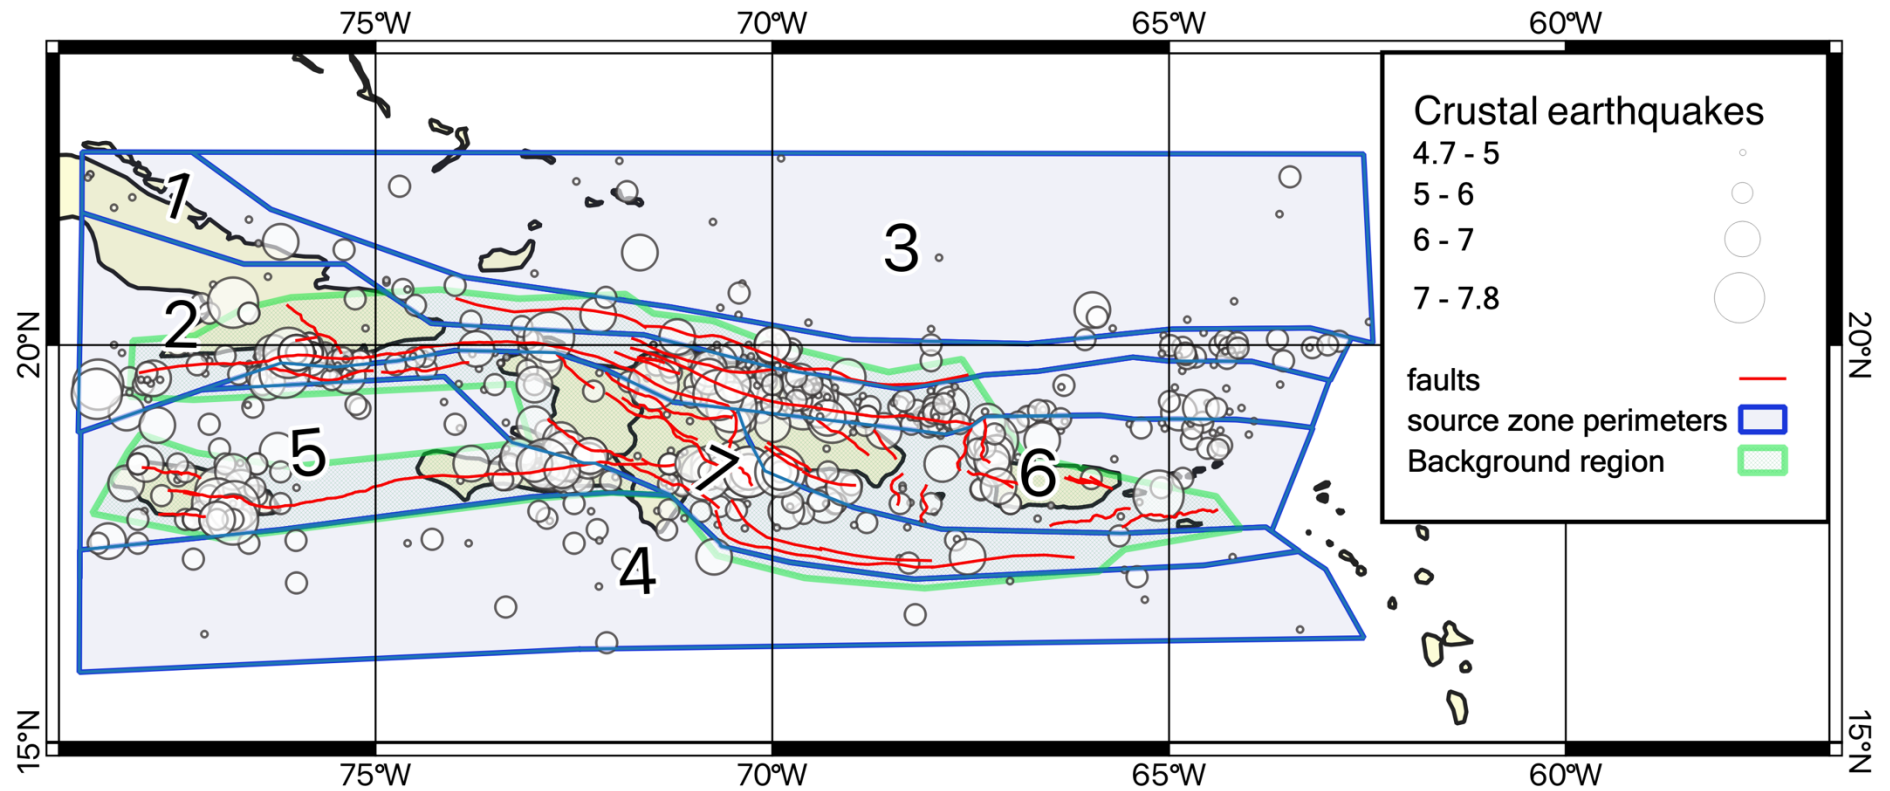 75°W 70°W 65°W 60°W
Crustal earthquakes
4.7 - 5
5 - 6
6 - 7
7 - 7.8
faults
source zone perimeters
Background region
1
2
3
4
5
6
7
20°N
20°N
15°N
15°N
75°W 70°W 65°W 60°W